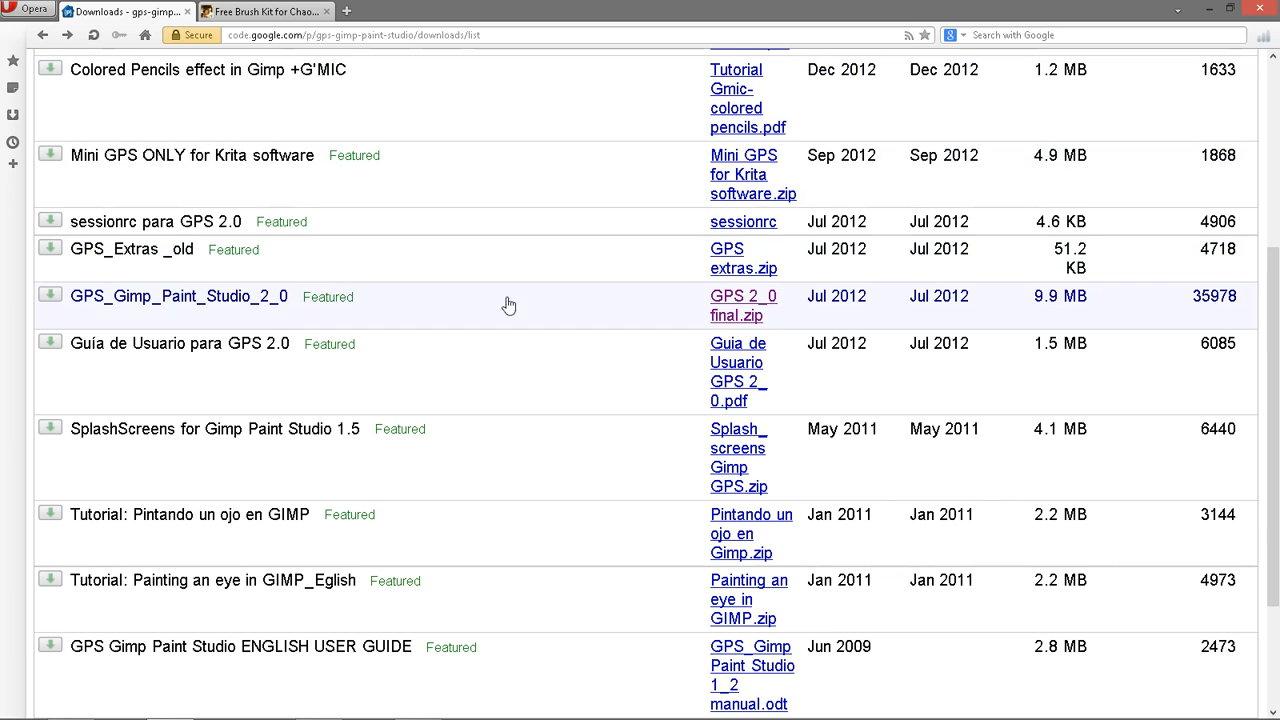 Opera
Downloads - gps-gimp...
Free Brush Kit for Chao...
Secure
code.google.com/p/gps-gimp-paint-studio/downloads/list
Search with Google
Colored Pencils effect in Gimp +G'MIC Tutorial Dec 2012 Dec 2012 1.2 MB 1633
Gmic-
colored
pencils.pdf
Mini GPS ONLY for Krita software Featured Mini GPS Sep 2012 Sep 2012 4.9 MB 1868
for Krita
software.zip
sessionrc para GPS 2.0 Featured sessionrc Jul 2012 Jul 2012 4.6 KB 4906
GPS_Extras _old Featured GPS Jul 2012 Jul 2012 51.2 4718
extras.zip KB
GPS_Gimp_Paint_Studio_2_0 Featured GPS 2_0 Jul 2012 Jul 2012 9.9 MB 35978
final.zip
Guía de Usuario para GPS 2.0 Featured Guia de Jul 2012 Jul 2012 1.5 MB 6085
Usuario
GPS 2_
0.pdf
SplashScreens for Gimp Paint Studio 1.5 Featured Splash_ May 2011 May 2011 4.1 MB 6440
screens
Gimp
GPS.zip
Tutorial: Pintando un ojo en GIMP Featured Pintando un Jan 2011 Jan 2011 2.2 MB 3144
ojo en
Gimp.zip
Tutorial: Painting an eye in GIMP_Eglish Featured Painting an Jan 2011 Jan 2011 2.2 MB 4973
eye in
GIMP.zip
GPS Gimp Paint Studio ENGLISH USER GUIDE Featured GPS_Gimp Jun 2009 2.8 MB 2473
Paint Studio
1_2
manual.odt